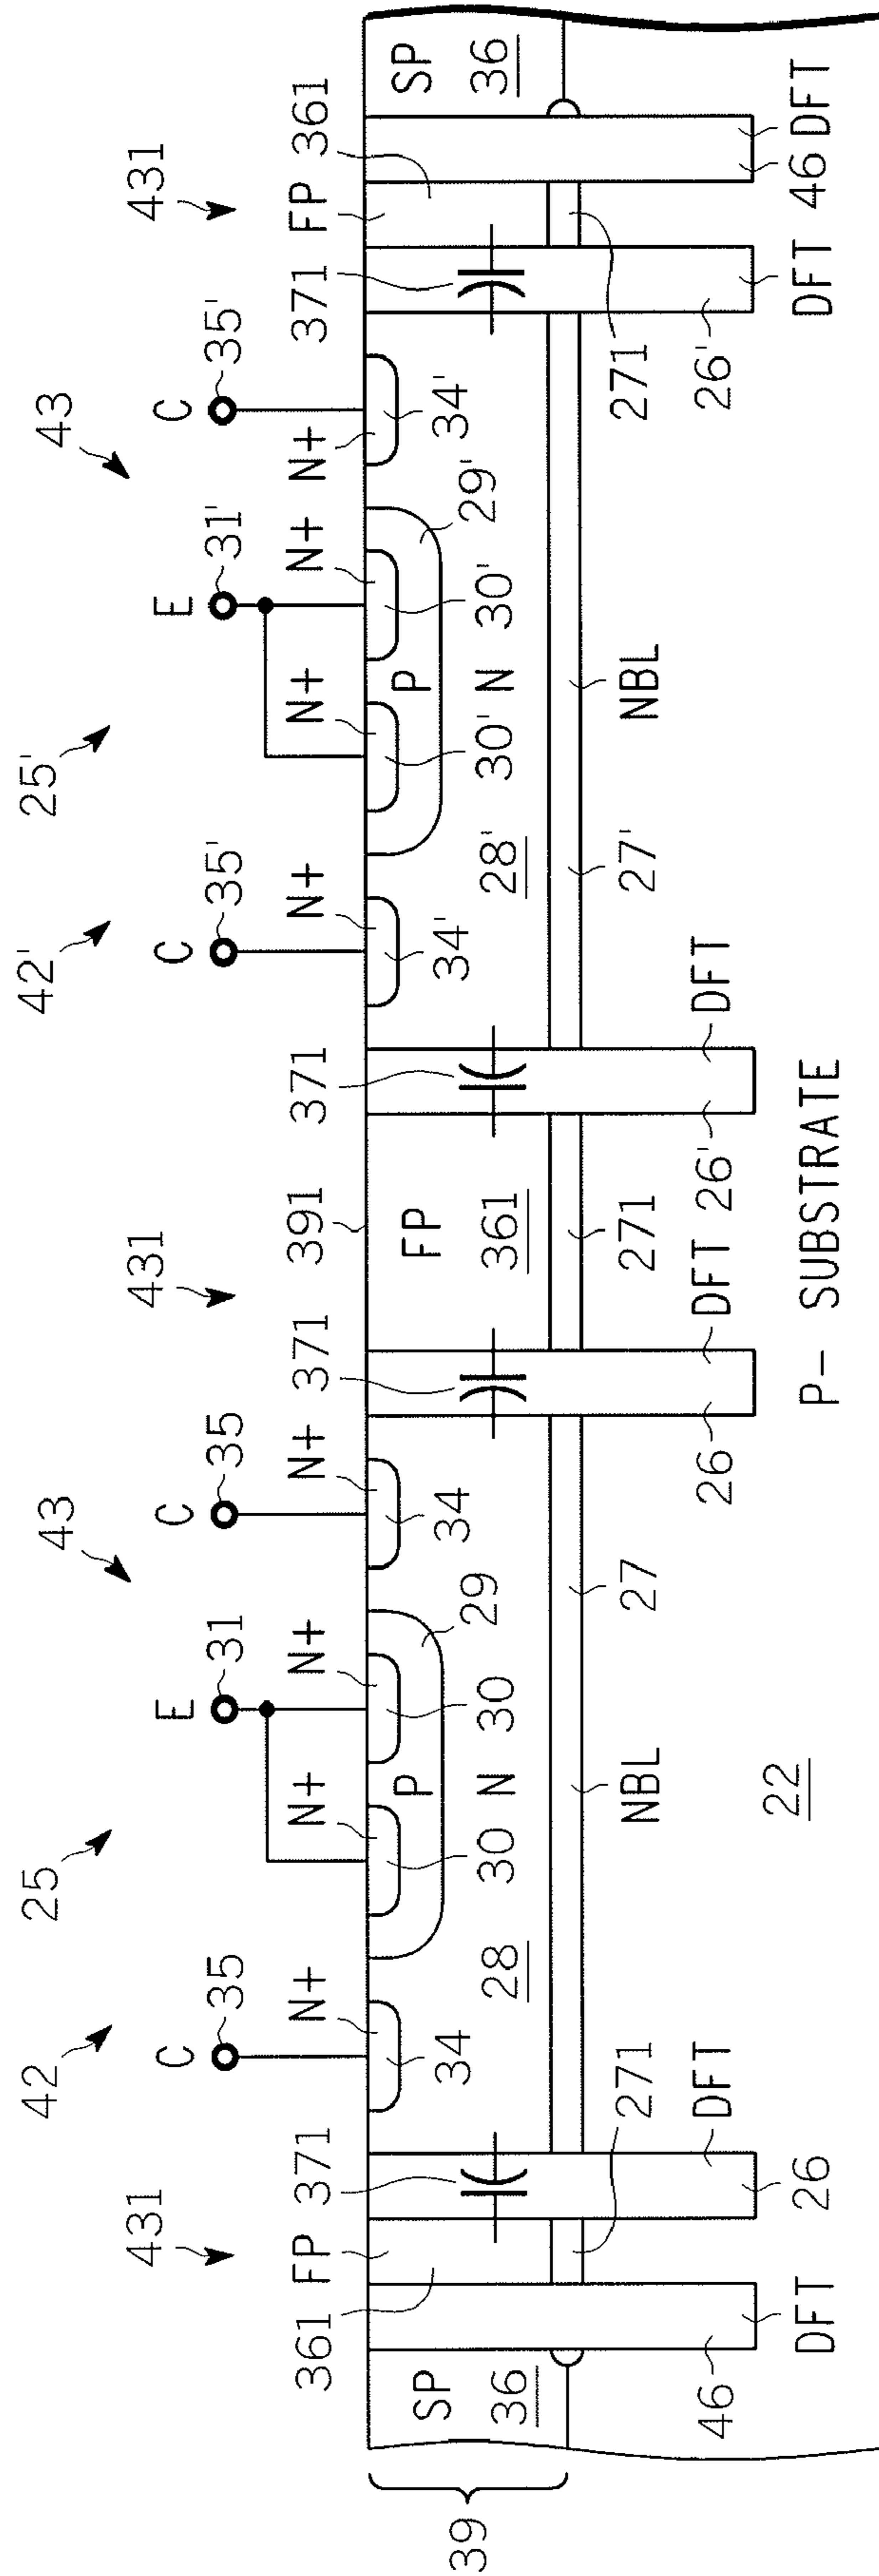 42 25 43 42' 25' 43
431 C E C 431 C E C 431
35 31 35 35' 31' 35'
361 FP 371 N+ N+ N+ N+ 371 391 371 N+ N+ N+ N+ 371 FP 361
SP 34 P 29 34 FP 34' P 29' 34' SP
39 36 28 30 N 30 361 28' 30' N 30' 36
271 NBL 27 271 27' NBL 271
46 DFT 26 DFT 26' DFT 26'
DFT 26 22 P– SUBSTRATE DFT 46 DFT